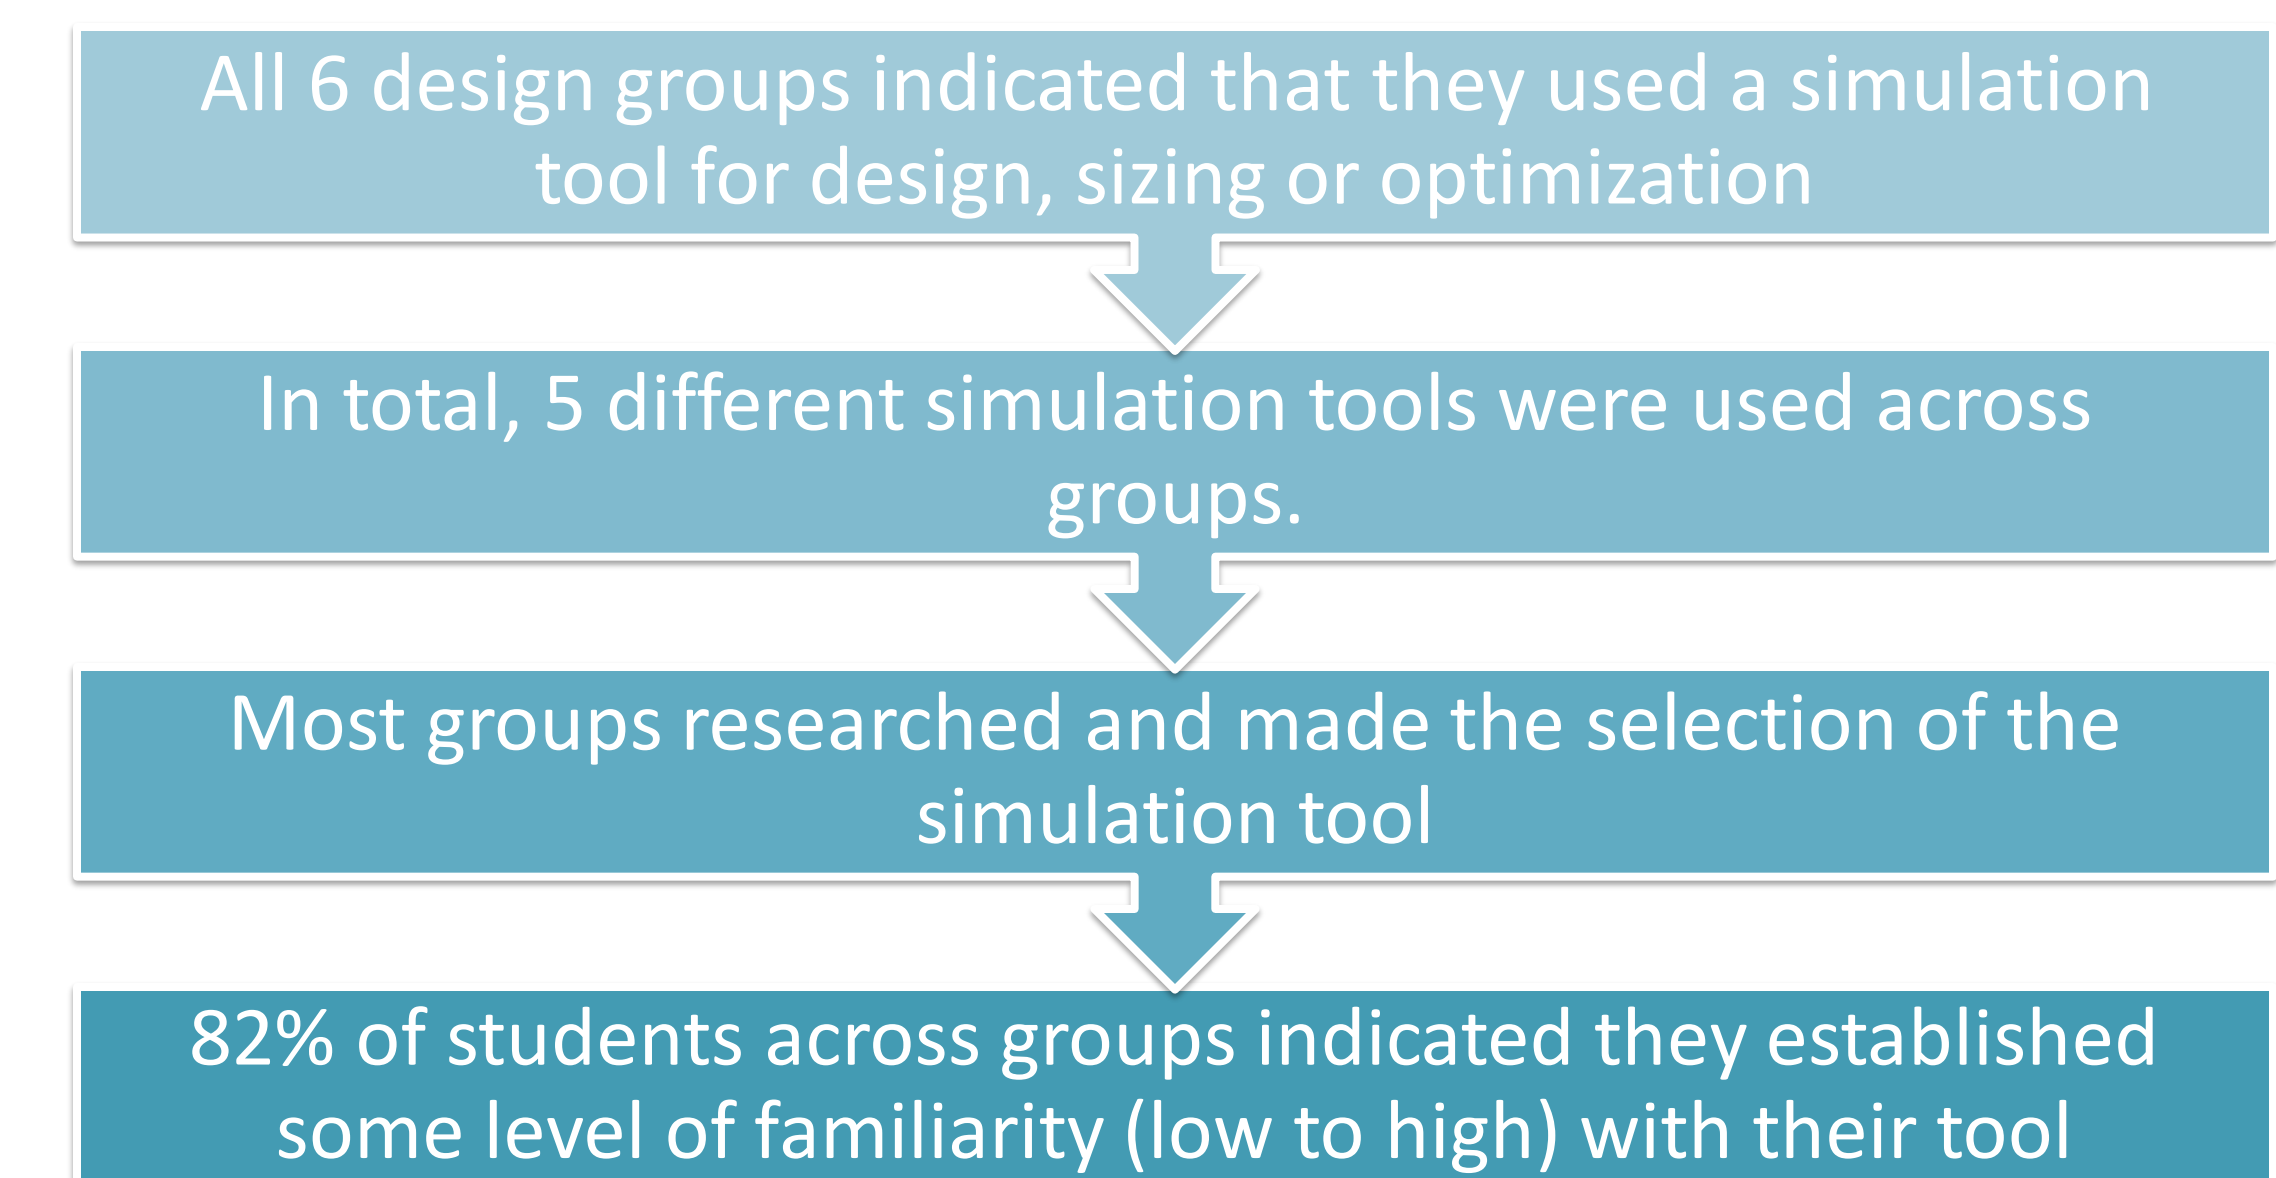 All 6 design groups indicated that they used a simulation
tool for design, sizing or optimization
In total, 5 different simulation tools were used across
groups.
Most groups researched and made the selection of the
simulation tool
82% of students across groups indicated they established
some level of familiarity (low to high) with their tool